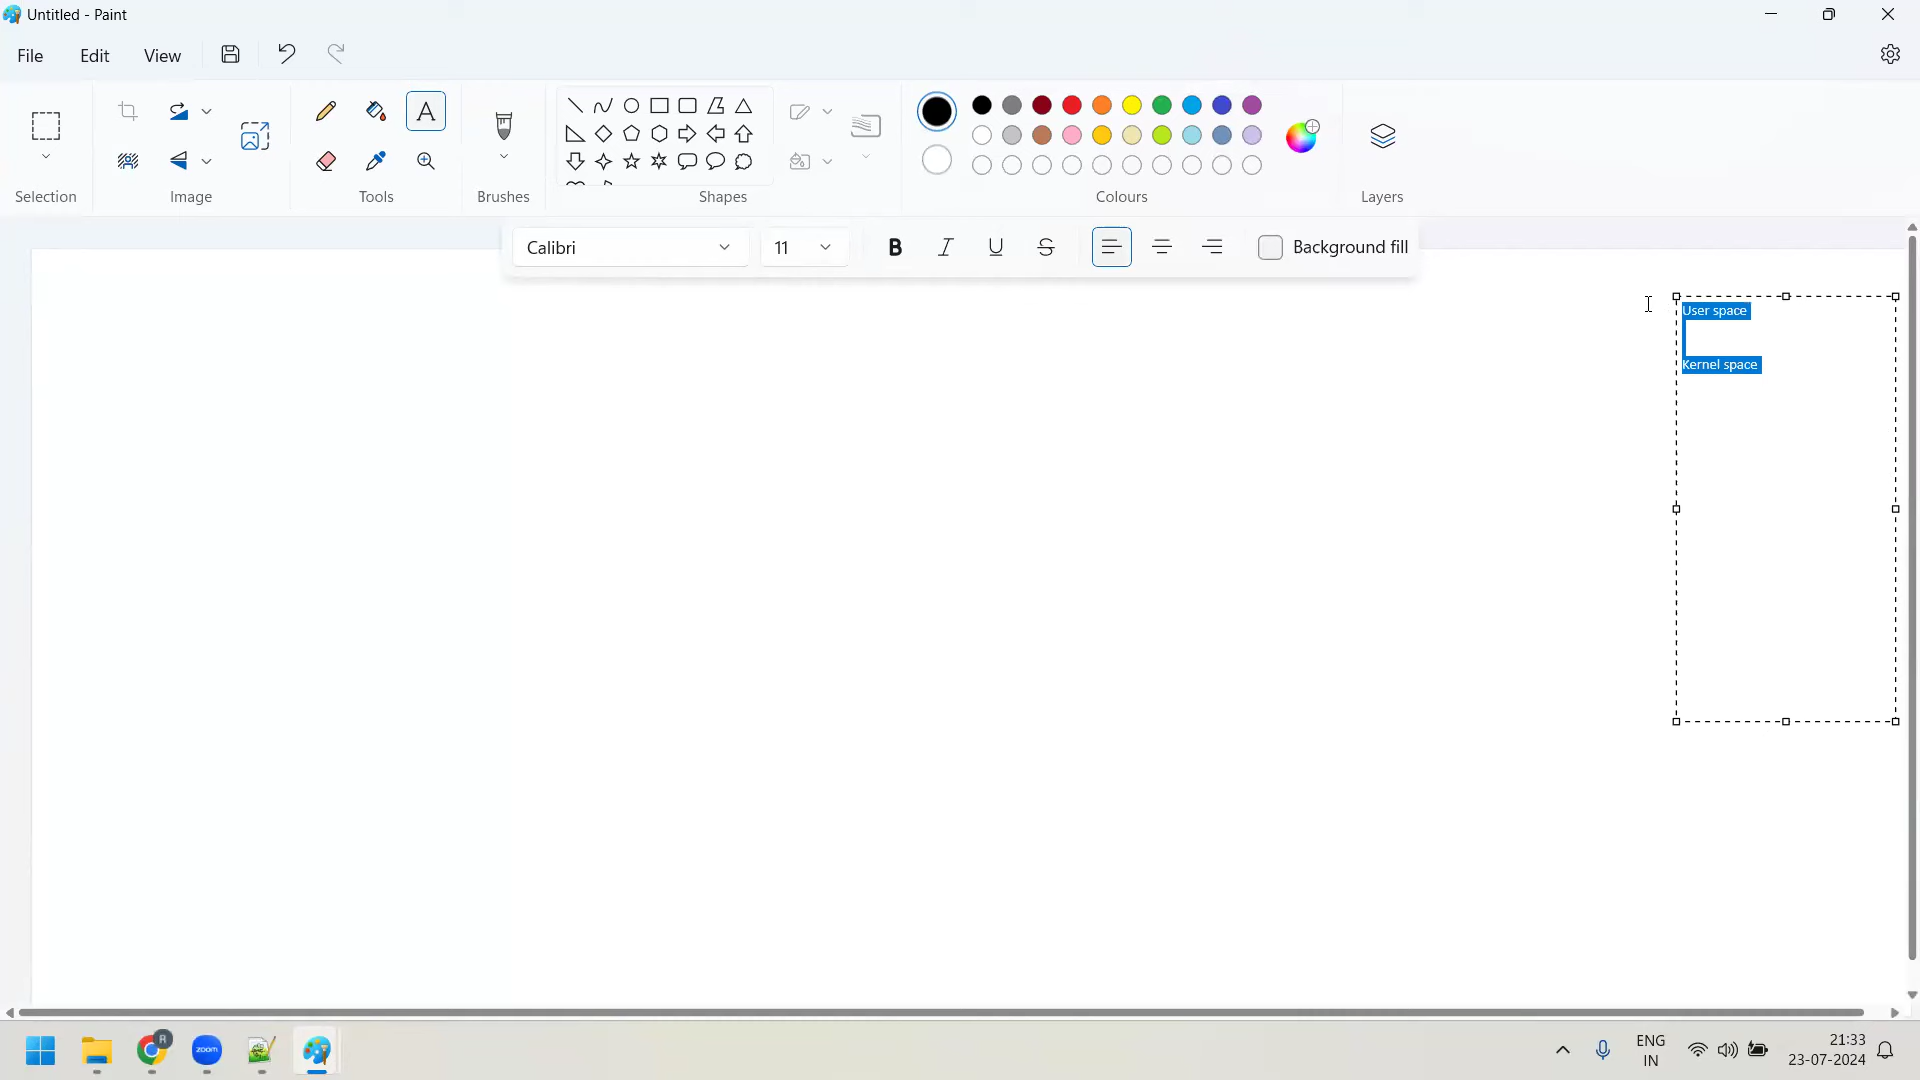 Untitled - Paint
File Edit View
Selection Image Tools Brushes Shapes Colours Layers
Calibri 11 B I U S Background fill
User space
Kernel space
R
zoom
ENG
IN
21:33
23-07-2024